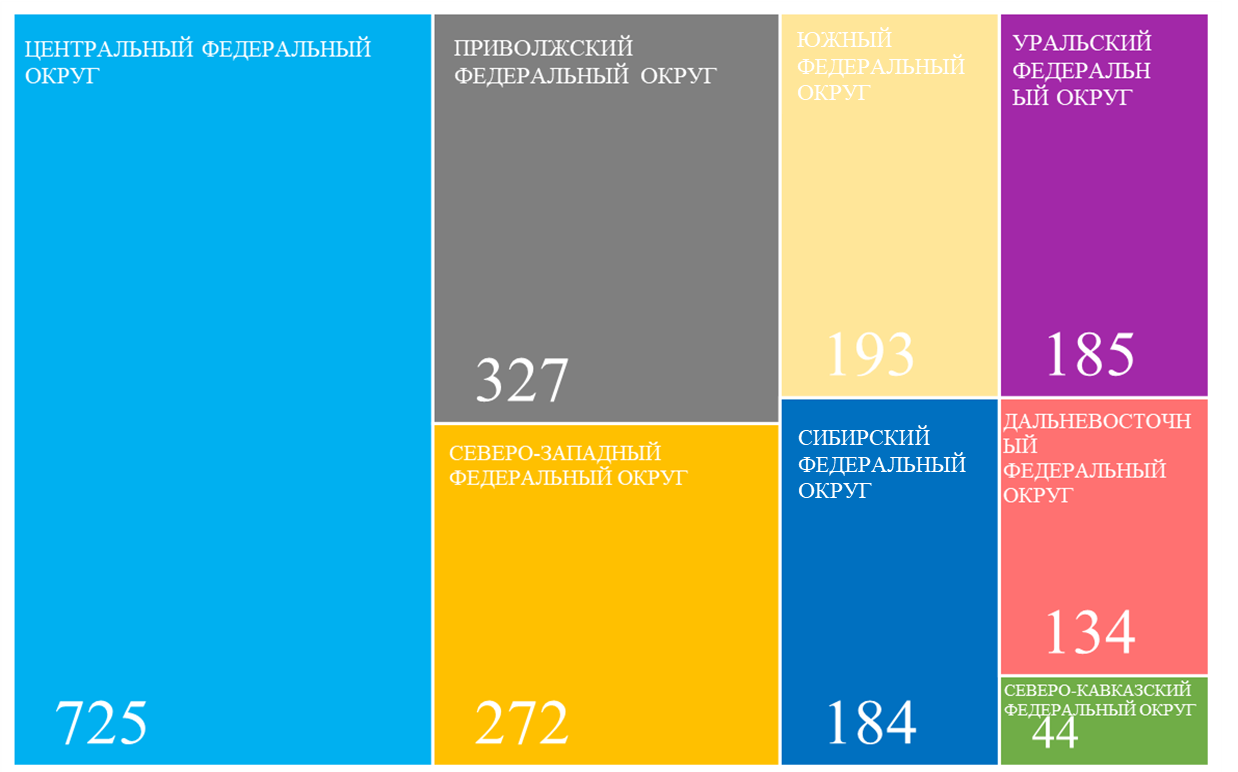 ЦЕНТРАЛЬНЫЙ ФЕДЕРАЛЬНЫЙ
ОКРУГ
725
ПРИВОЛЖСКИЙ
ФЕДЕРАЛЬНЫЙ ОКРУГ
327
СЕВЕРО-ЗАПАДНЫЙ
ФЕДЕРАЛЬНЫЙ ОКРУГ
272
ЮЖНЫЙ
ФЕДЕРАЛЬНЫЙ
ОКРУГ
193
СИБИРСКИЙ
ФЕДЕРАЛЬНЫЙ
ОКРУГ
184
УРАЛЬСКИЙ
ФЕДЕРАЛЬН
ЫЙ ОКРУГ
185
ДАЛЬНЕВОСТОЧН
ЫЙ
ФЕДЕРАЛЬНЫЙ
ОКРУГ
134
СЕВЕРО-КАВКАЗСКИЙ
ФЕДЕРАЛЬНЫЙ ОКРУГ
44